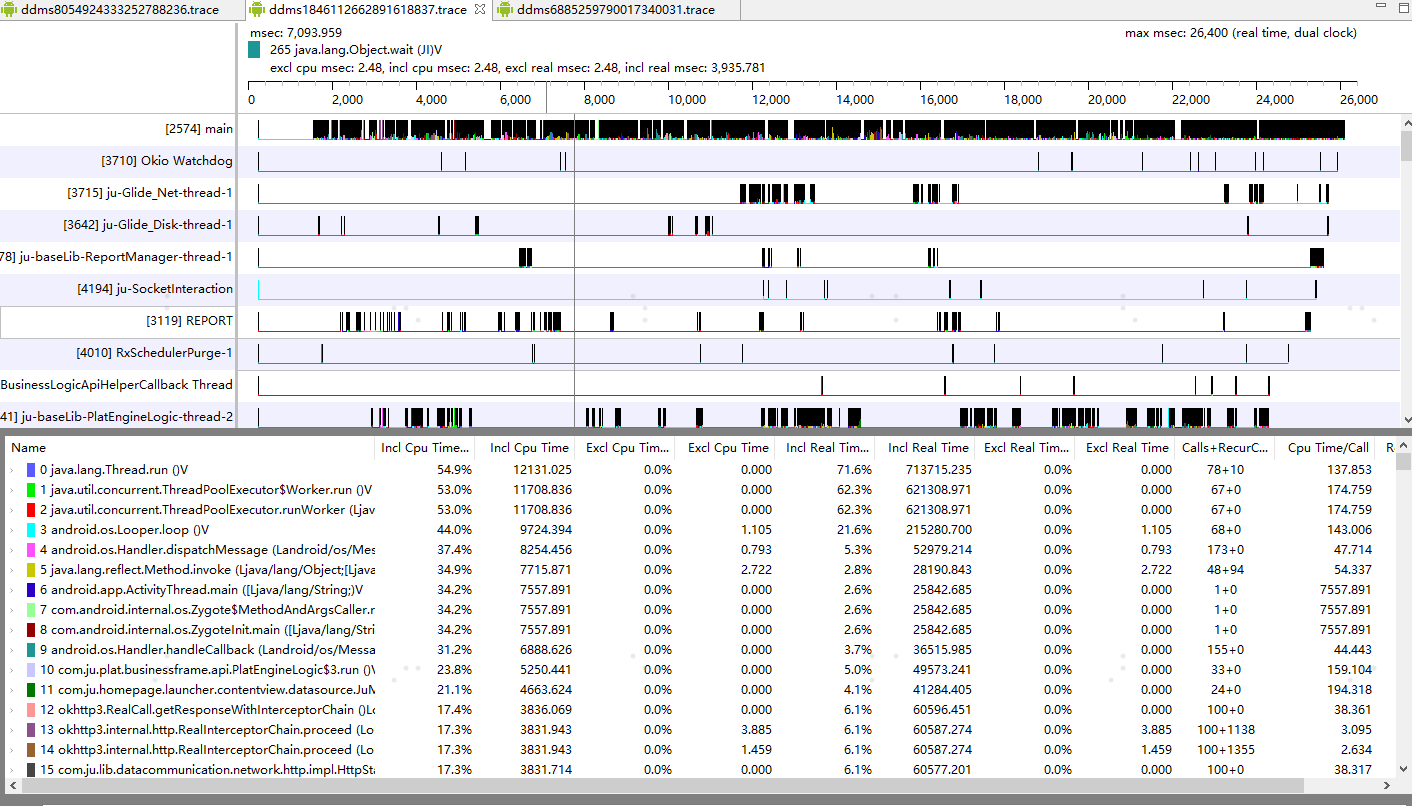 ddms8054924333252788236.trace ddms1846112662891618837.trace ddms6885259790017340031.trace
msec: 7,093.959 max msec: 26,400 (real time, dual clock)
265 java.lang.Object.wait (JI)V
excl cpu msec: 2.48, incl cpu msec: 2.48, excl real msec: 2.48, incl real msec: 3,935.781
0 2,000 4,000 6,000 8,000 10,000 12,000 14,000 16,000 18,000 20,000 22,000 24,000 26,000
[2574] main
[3710] Okio Watchdog
[3715] ju-Glide_Net-thread-1
[3642] ju-Glide_Disk-thread-1
78] ju-baseLib-ReportManager-thread-1
[4194] ju-SocketInteraction
[3119] REPORT
[4010] RxSchedulerPurge-1
BusinessLogicApiHelperCallback Thread
41] ju-baseLib-PlatEngineLogic-thread-2
Name Incl Cpu Time... Incl Cpu Time Excl Cpu Tim... Excl Cpu Time Incl Real Tim... Incl Real Time Excl Real Tim... Excl Real Time Calls+RecurC... Cpu Time/Call R
0 java.lang.Thread.run ()V 54.9% 12131.025 0.0% 0.000 71.6% 713715.235 0.0% 0.000 78+10 137.853
1 java.util.concurrent.ThreadPoolExecutor$Worker.run ()V 53.0% 11708.836 0.0% 0.000 62.3% 621308.971 0.0% 0.000 67+0 174.759
2 java.util.concurrent.ThreadPoolExecutor.runWorker (Ljav 53.0% 11708.836 0.0% 0.000 62.3% 621308.971 0.0% 0.000 67+0 174.759
3 android.os.Looper.loop ()V 44.0% 9724.394 0.0% 1.105 21.6% 215280.700 0.0% 1.105 68+0 143.006
4 android.os.Handler.dispatchMessage (Landroid/os/Mes 37.4% 8254.456 0.0% 0.793 5.3% 52979.214 0.0% 0.793 173+0 47.714
5 java.lang.reflect.Method.invoke (Ljava/lang/Object;[Ljava 34.9% 7715.871 0.0% 2.722 2.8% 28190.843 0.0% 2.722 48+94 54.337
6 android.app.ActivityThread.main ([Ljava/lang/String;)V 34.2% 7557.891 0.0% 0.000 2.6% 25842.685 0.0% 0.000 1+0 7557.891
7 com.android.internal.os.Zygote$MethodAndArgsCaller.r 34.2% 7557.891 0.0% 0.000 2.6% 25842.685 0.0% 0.000 1+0 7557.891
8 com.android.internal.os.ZygoteInit.main ([Ljava/lang/Stri 34.2% 7557.891 0.0% 0.000 2.6% 25842.685 0.0% 0.000 1+0 7557.891
9 android.os.Handler.handleCallback (Landroid/os/Messa 31.2% 6888.626 0.0% 0.000 3.7% 36515.985 0.0% 0.000 155+0 44.443
10 com.ju.plat.businessframe.api.PlatEngineLogic$3.run ()V 23.8% 5250.441 0.0% 0.000 5.0% 49573.241 0.0% 0.000 33+0 159.104
11 com.ju.homepage.launcher.contentview.datasource.JuM 21.1% 4663.624 0.0% 0.000 4.1% 41284.405 0.0% 0.000 24+0 194.318
12 okhttp3.RealCall.getResponseWithInterceptorChain ()Lo 17.4% 3836.069 0.0% 0.000 6.1% 60596.451 0.0% 0.000 100+0 38.361
13 okhttp3.internal.http.RealInterceptorChain.proceed (Lo 17.3% 3831.943 0.0% 3.885 6.1% 60587.274 0.0% 3.885 100+1138 3.095
14 okhttp3.internal.http.RealInterceptorChain.proceed (Lo 17.3% 3831.943 0.0% 1.459 6.1% 60587.274 0.0% 1.459 100+1355 2.634
15 com.ju.lib.datacommunication.network.http.impl.HttpSta 17.3% 3831.714 0.0% 0.000 6.1% 60577.201 0.0% 0.000 100+0 38.317